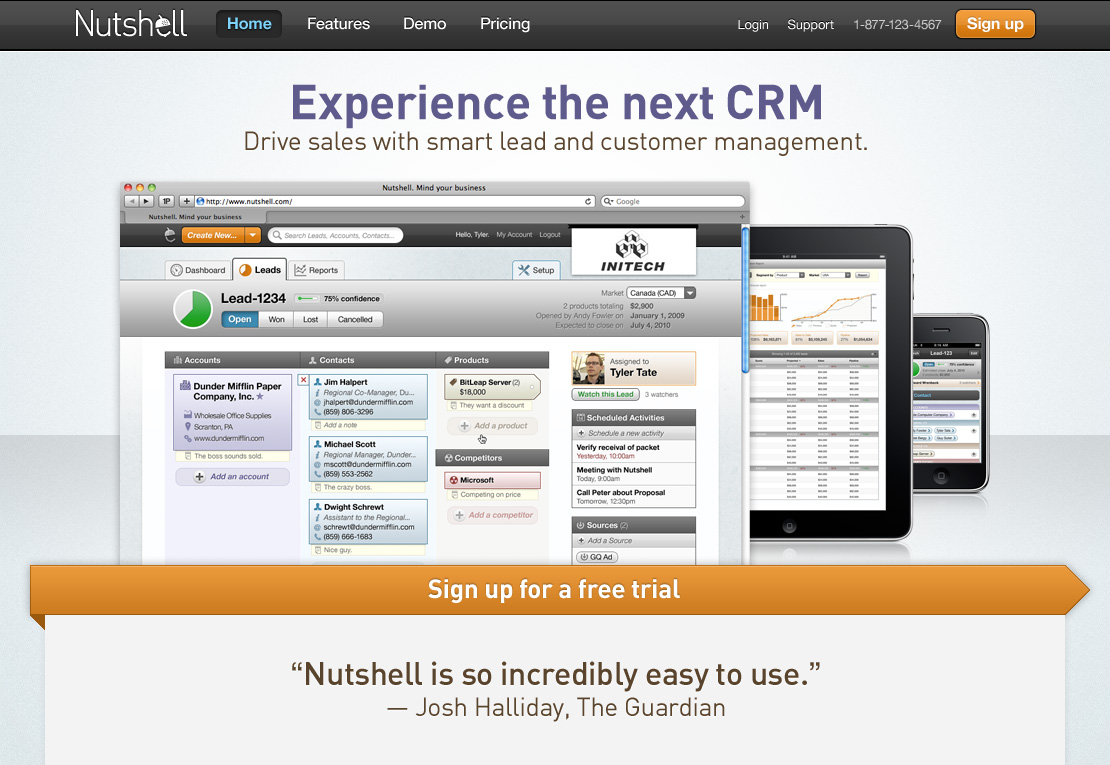 Nutshell
Home
Features
Demo
Pricing
Login
Support
1-877-123-4567
Sign up
Experience the next CRM
Drive sales with smart lead and customer management.
Nutshell. Mind your business
1P
+
http://www.nutshell.com/
Google
Nutshell. Mind your business
Create New...
Search Leads, Accounts, Contacts...
Hello, Tyler.
My Account
Logout
INITECH
Dashboard
Leads
Reports
Setup
Lead-1234
75% confidence
Open
Won
Lost
Cancelled
Market
Canada (CAD)
2 products totaling $2,900
Opened by Andy Fowler on January 1, 2009
Expected to close on July 4, 2010
Accounts
Contacts
Products
Dunder Mifflin Paper
Company, Inc.
Wholesale Office Supplies
Scranton, PA
www.dundermifflin.com
The boss sounds sold.
Add an account
Jim Halpert
Regional Co-Manager, Du...
jhalpert@dundermifflin.com
(859) 806-3296
Add a note
Michael Scott
Regional Manager, Dunder...
mscott@dundermifflin.com
(859) 553-2562
The crazy boss.
Dwight Schrewt
Assistant to the Regional...
schrewt@dundermifflin.com
(859) 666-1683
Nice guy.
BitLeap Server (2)
$18,000
They want a discount
Add a product
Competitors
Microsoft
Competing on price
Add a competitor
Assigned to
Tyler Tate
Watch this Lead
3 watchers
Scheduled Activities
Schedule a new activity
Verify receival of packet
Yesterday, 10:00am
Meeting with Nutshell
Today, 9:00am
Call Peter about Proposal
Tomorrow, 12:30pm
Sources (2)
Add a Source
GQ Ad
Lead-123
Contact
Sign up for a free trial
“Nutshell is so incredibly easy to use.”
— Josh Halliday, The Guardian